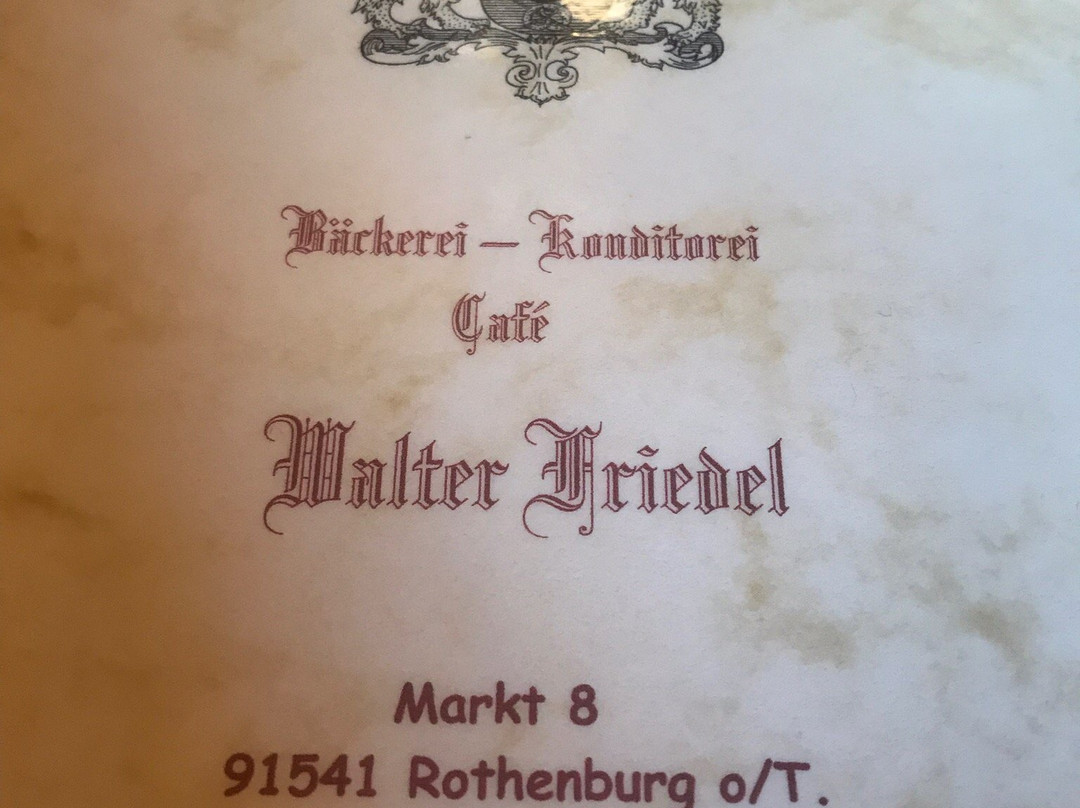 Bäckerei – Konditorei
Café
Walter Friedel
Markt 8
91541 Rothenburg o/T.